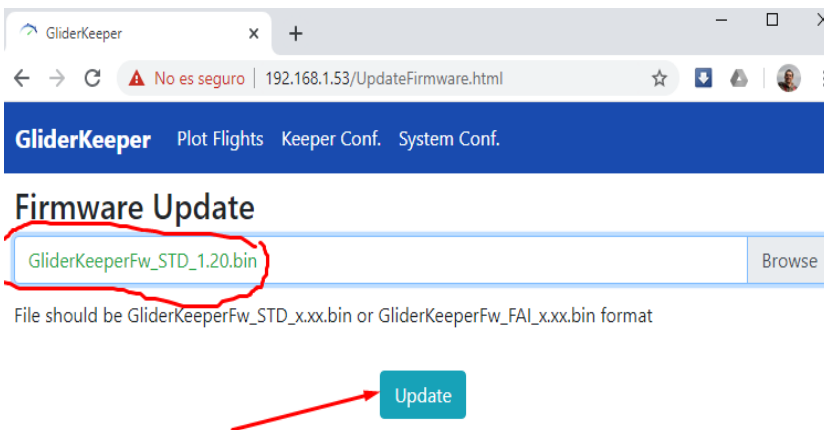 GliderKeeper
No es seguro | 192.168.1.53/UpdateFirmware.html
GliderKeeper Plot Flights Keeper Conf. System Conf.
Firmware Update
GliderKeeperFw_STD_1.20.bin Browse
File should be GliderKeeperFw_STD_x.xx.bin or GliderKeeperFw_FAI_x.xx.bin format
Update